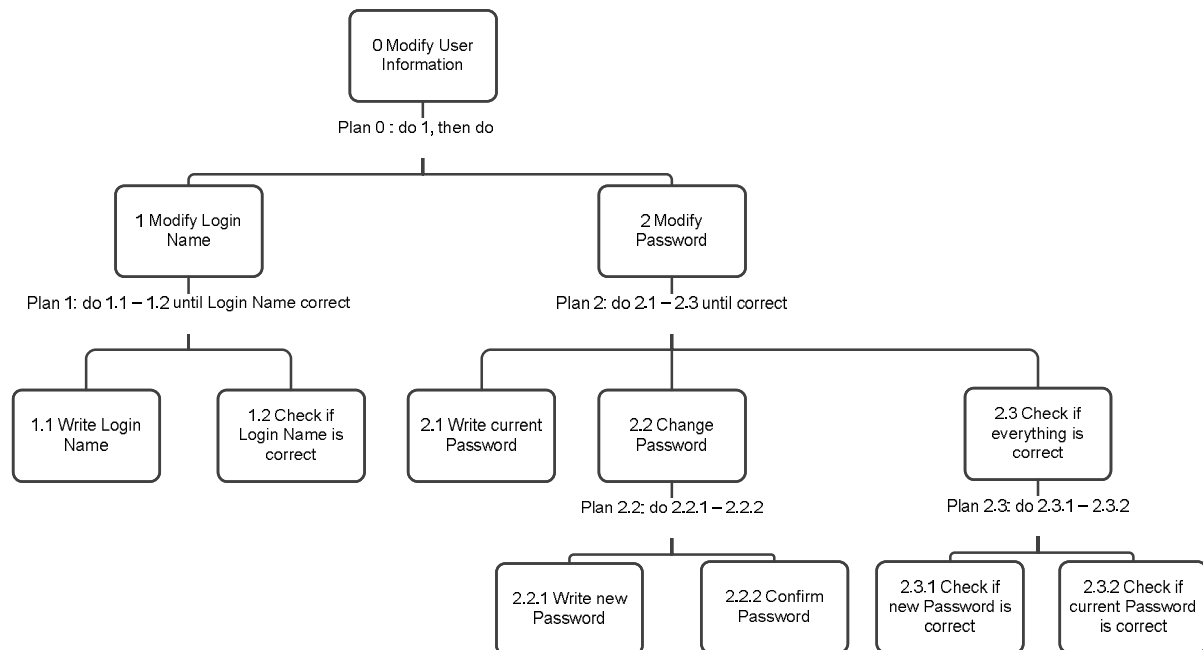 0 Modify User
Information
Plan 0 : do 1, then do
1 Modify Login
Name
2 Modify
Password
Plan 1: do 1.1 – 1.2 until Login Name correct
Plan 2: do 2.1 – 2.3 until correct
1.1 Write Login
Name
1.2 Check if
Login Name is
correct
2.1 Write current
Password
2.2 Change
Password
2.3 Check if
everything is
correct
Plan 2.2: do 2.2.1 – 2.2.2
Plan 2.3: do 2.3.1 – 2.3.2
2.2.1 Write new
Password
2.2.2 Confirm
Password
2.3.1 Check if
new Password is
correct
2.3.2 Check if
current Password
is correct